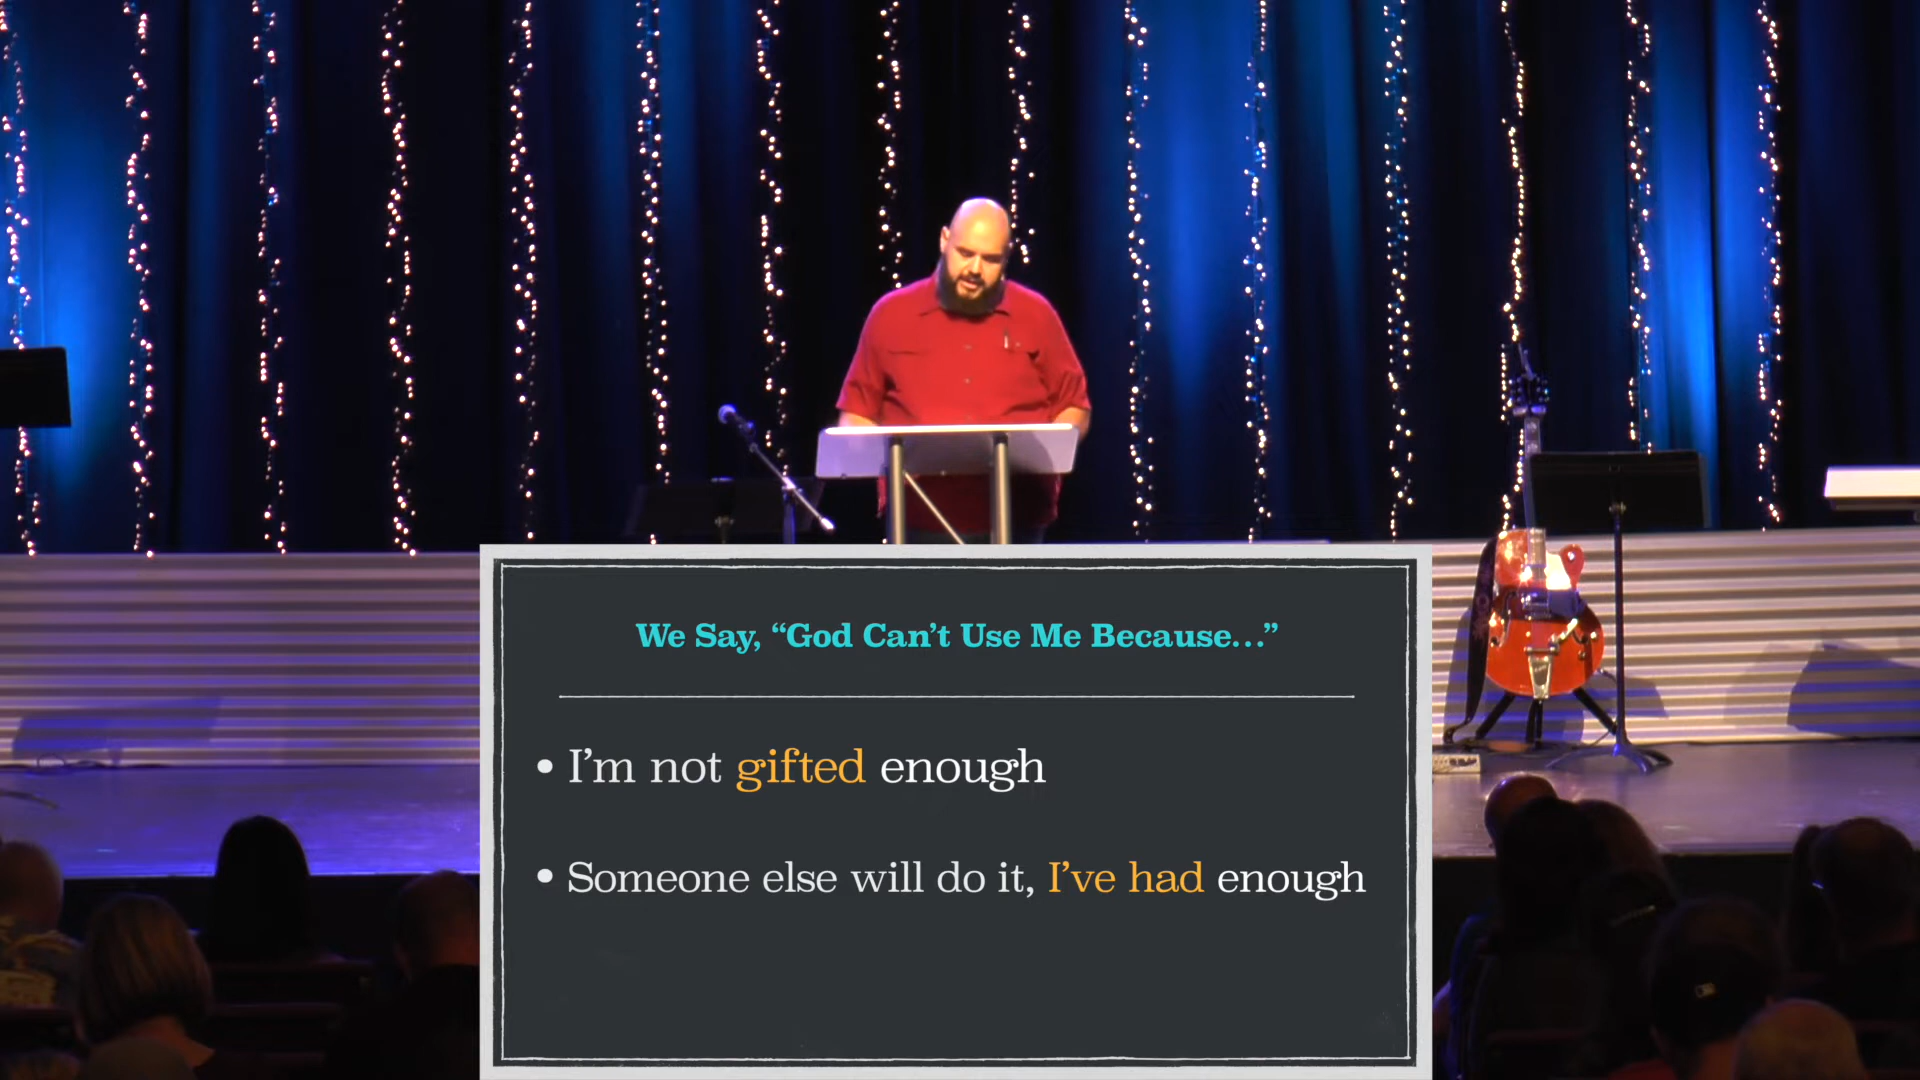 We Say, “God Can’t Use Me Because…”
• I’m not gifted enough
• Someone else will do it, I’ve had enough